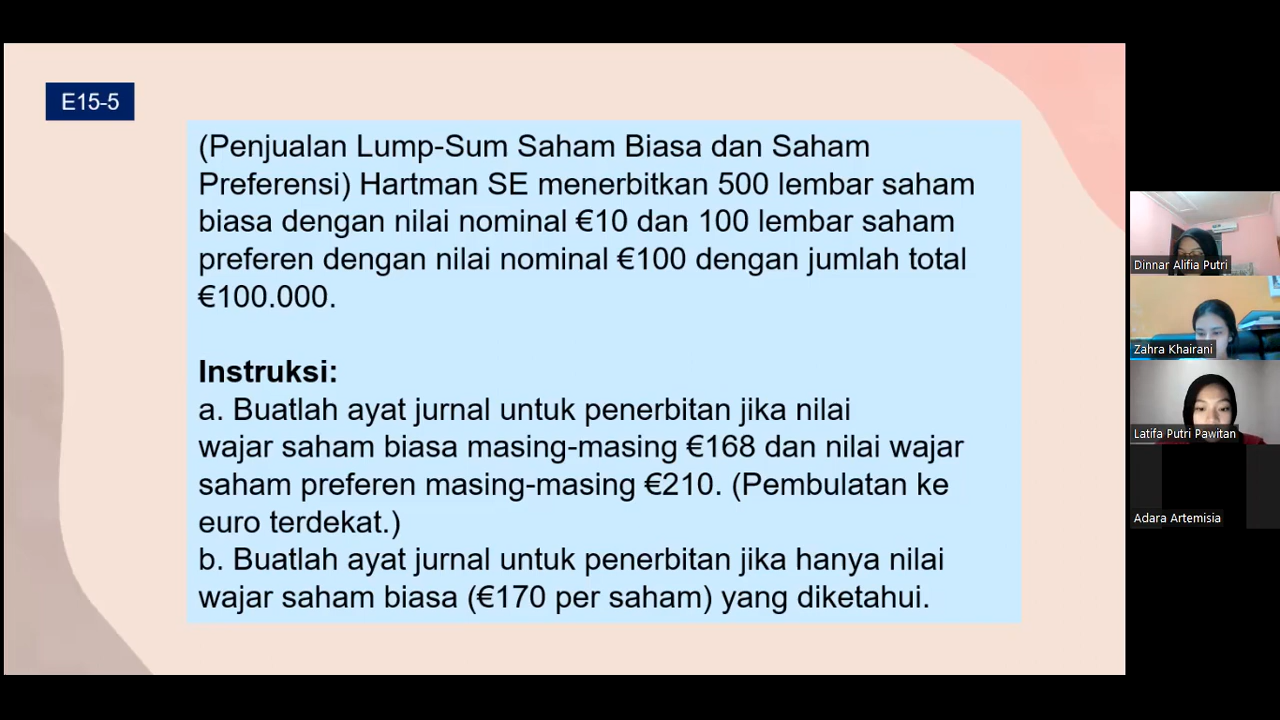 E15-5
(Penjualan Lump-Sum Saham Biasa dan Saham
Preferensi) Hartman SE menerbitkan 500 lembar saham
biasa dengan nilai nominal €10 dan 100 lembar saham
preferen dengan nilai nominal €100 dengan jumlah total
€100.000.
Instruksi:
a. Buatlah ayat jurnal untuk penerbitan jika nilai
wajar saham biasa masing-masing €168 dan nilai wajar
saham preferen masing-masing €210. (Pembulatan ke
euro terdekat.)
b. Buatlah ayat jurnal untuk penerbitan jika hanya nilai
wajar saham biasa (€170 per saham) yang diketahui.
Dinnar Alifia Putri
Zahra Khairani
Latifa Putri Pawitan
Adara Artemisia